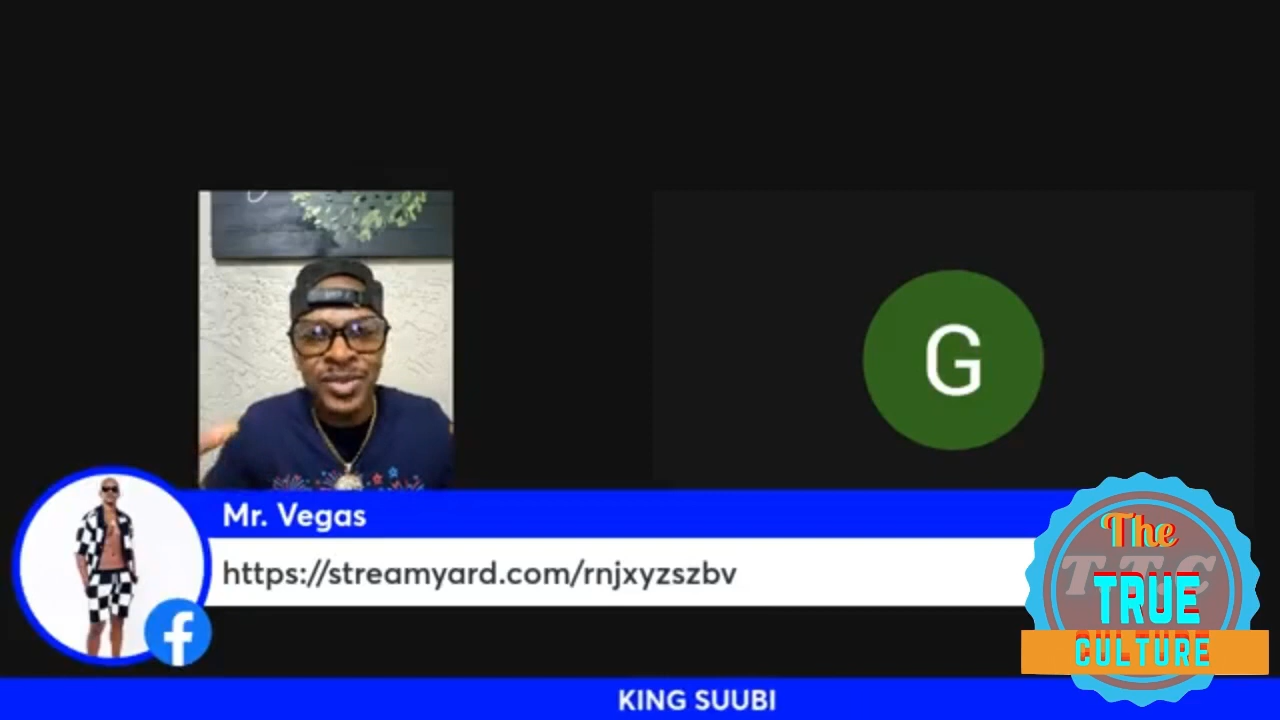 G
Mr. Vegas
https://streamyard.com/rnjxyzszbv
The
T.T.C
TRUE
CULTURE
KING SUUBI